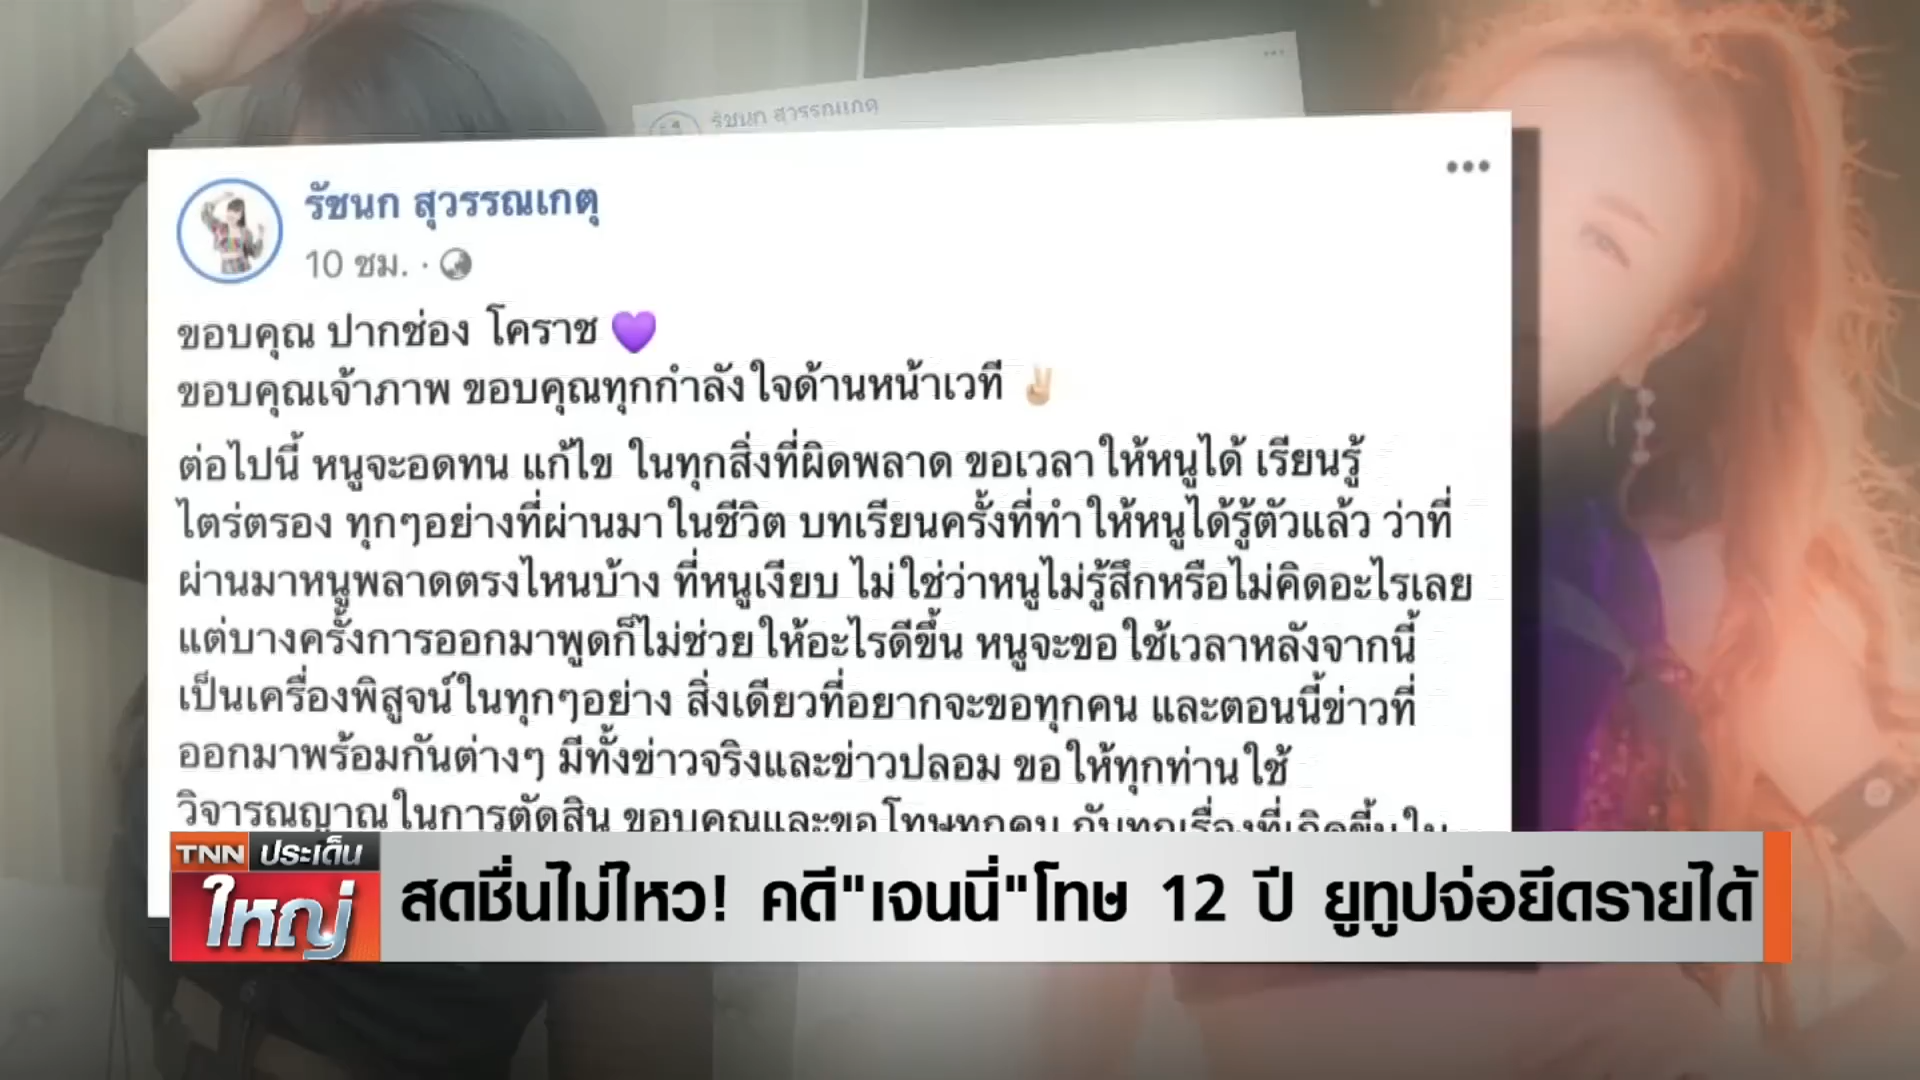 รัชนก สุวรรณเกตุ
รัชนก สุวรรณเกตุ
10 ชม.
ขอบคุณ ปากช่อง โคราช 💜
ขอบคุณเจ้าภาพ ขอบคุณทุกกำลังใจด้านหน้าเวที ✌🏻
ต่อไปนี้ หนูจะอดทน แก้ไข ในทุกสิ่งที่ผิดพลาด ขอเวลาให้หนูได้ เรียนรู้
ไตร่ตรอง ทุกๆอย่างที่ผ่านมาในชีวิต บทเรียนครั้งที่ทำให้หนูได้รู้ตัวแล้ว ว่าที่
ผ่านมาหนูพลาดตรงไหนบ้าง ที่หนูเงียบ ไม่ใช่ว่าหนูไม่รู้สึกหรือไม่คิดอะไรเลย
แต่บางครั้งการออกมาพูดก็ไม่ช่วยให้อะไรดีขึ้น หนูจะขอใช้เวลาหลังจากนี้
เป็นเครื่องพิสูจน์ในทุกๆอย่าง สิ่งเดียวที่อยากจะขอทุกคน และตอนนี้ข่าวที่
ออกมาพร้อมกันต่างๆ มีทั้งข่าวจริงและข่าวปลอม ขอให้ทุกท่านใช้
วิจารณญาณในการตัดสิน ขอบคุณและขอโทษทุกคน กับทุกเรื่องที่เกิดขึ้นใน
TNN ประเด็น
ใหญ่
สดชื่นไม่ไหว! คดี"เจนนี่"โทษ 12 ปี ยูทูปจ่อยึดรายได้